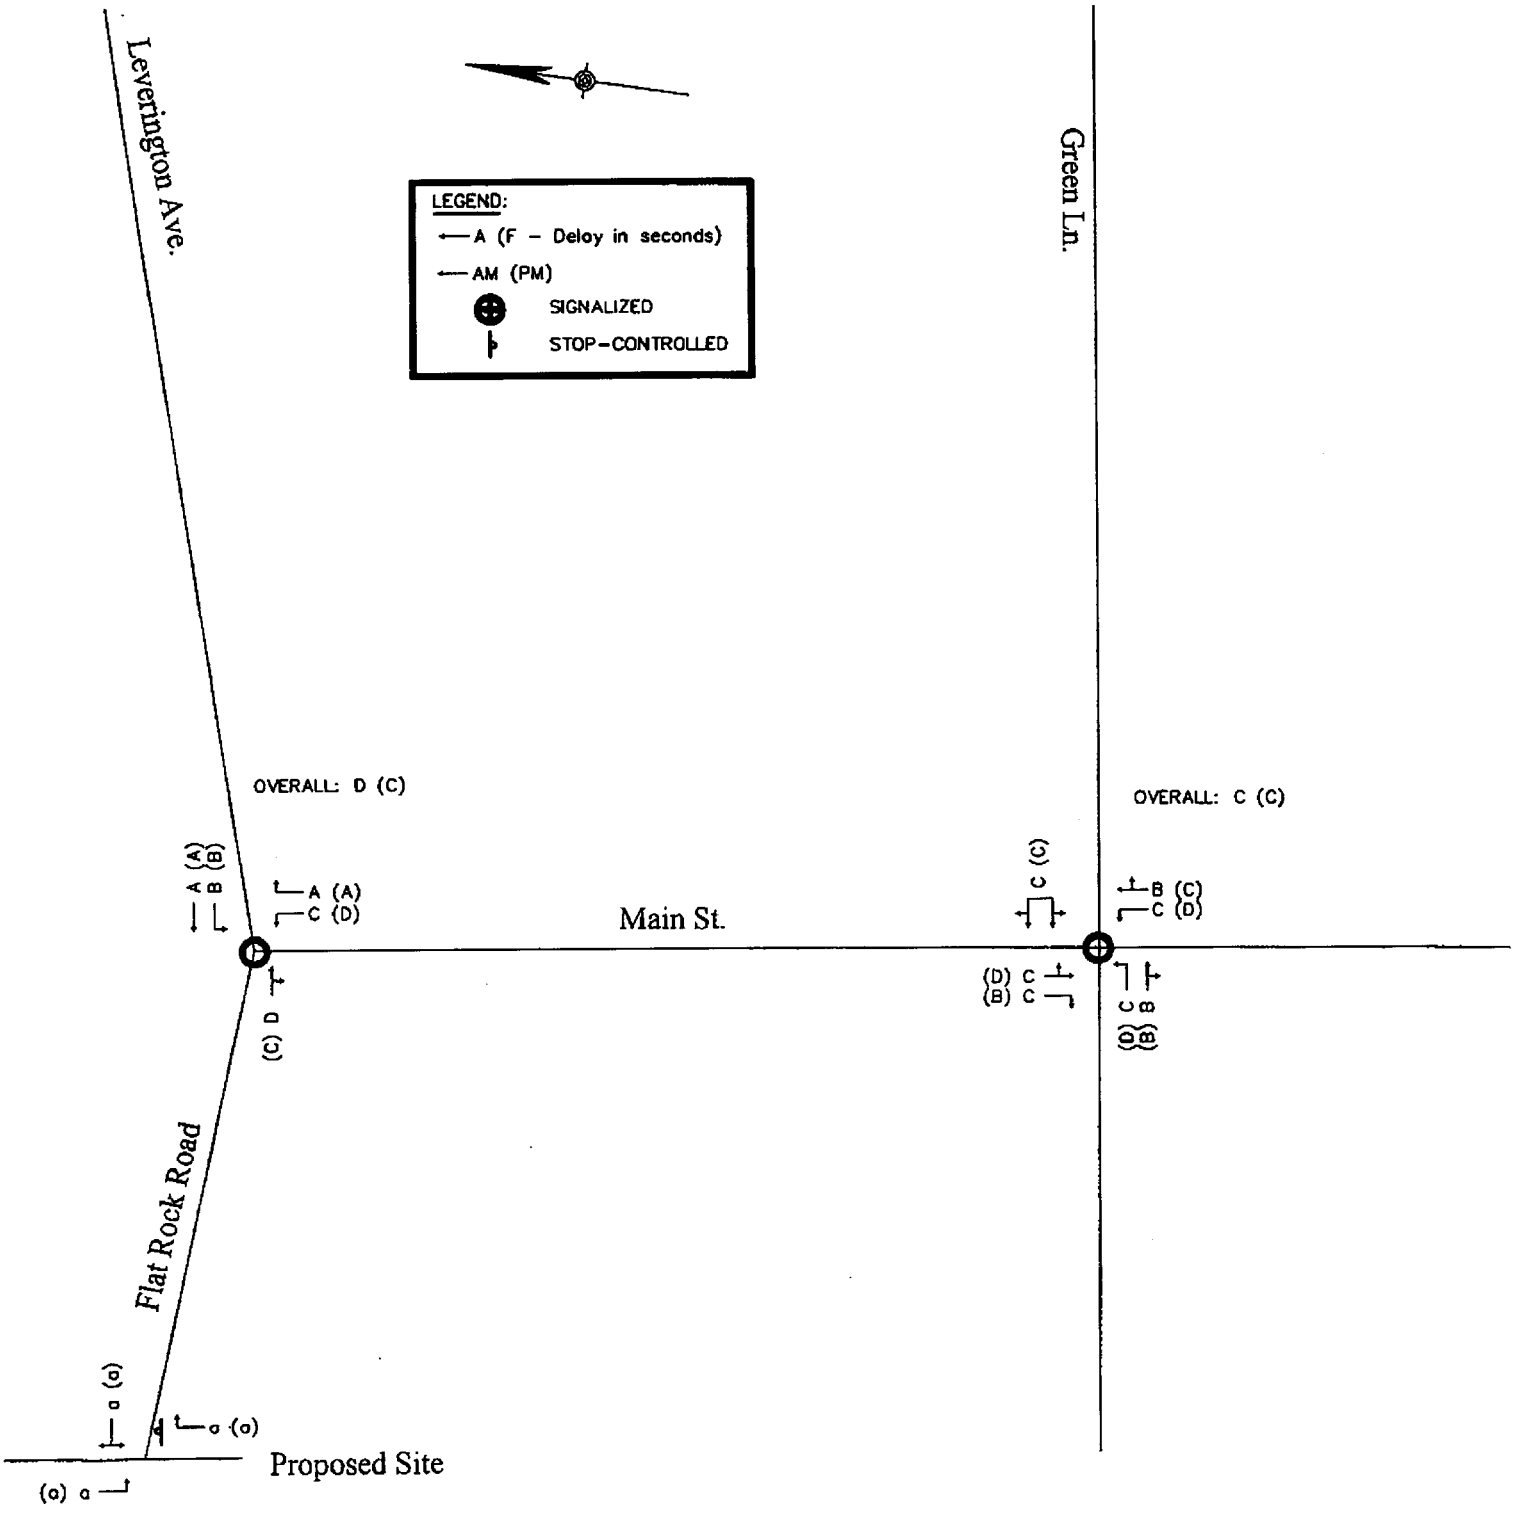 Leverington Ave.
Green Ln.
LEGEND:
A (F - Delay in seconds)
AM (PM)
SIGNALIZED
STOP-CONTROLLED
OVERALL: D (C)
OVERALL: C (C)
A (A)
B (B)
A (A)
C (D)
Main St.
C (C)
B (C)
C (D)
(C) D
(D) C
(B) C
(D) C
(B) B
Flat Rock Road
a (a)
a (a)
Proposed Site
(a) a